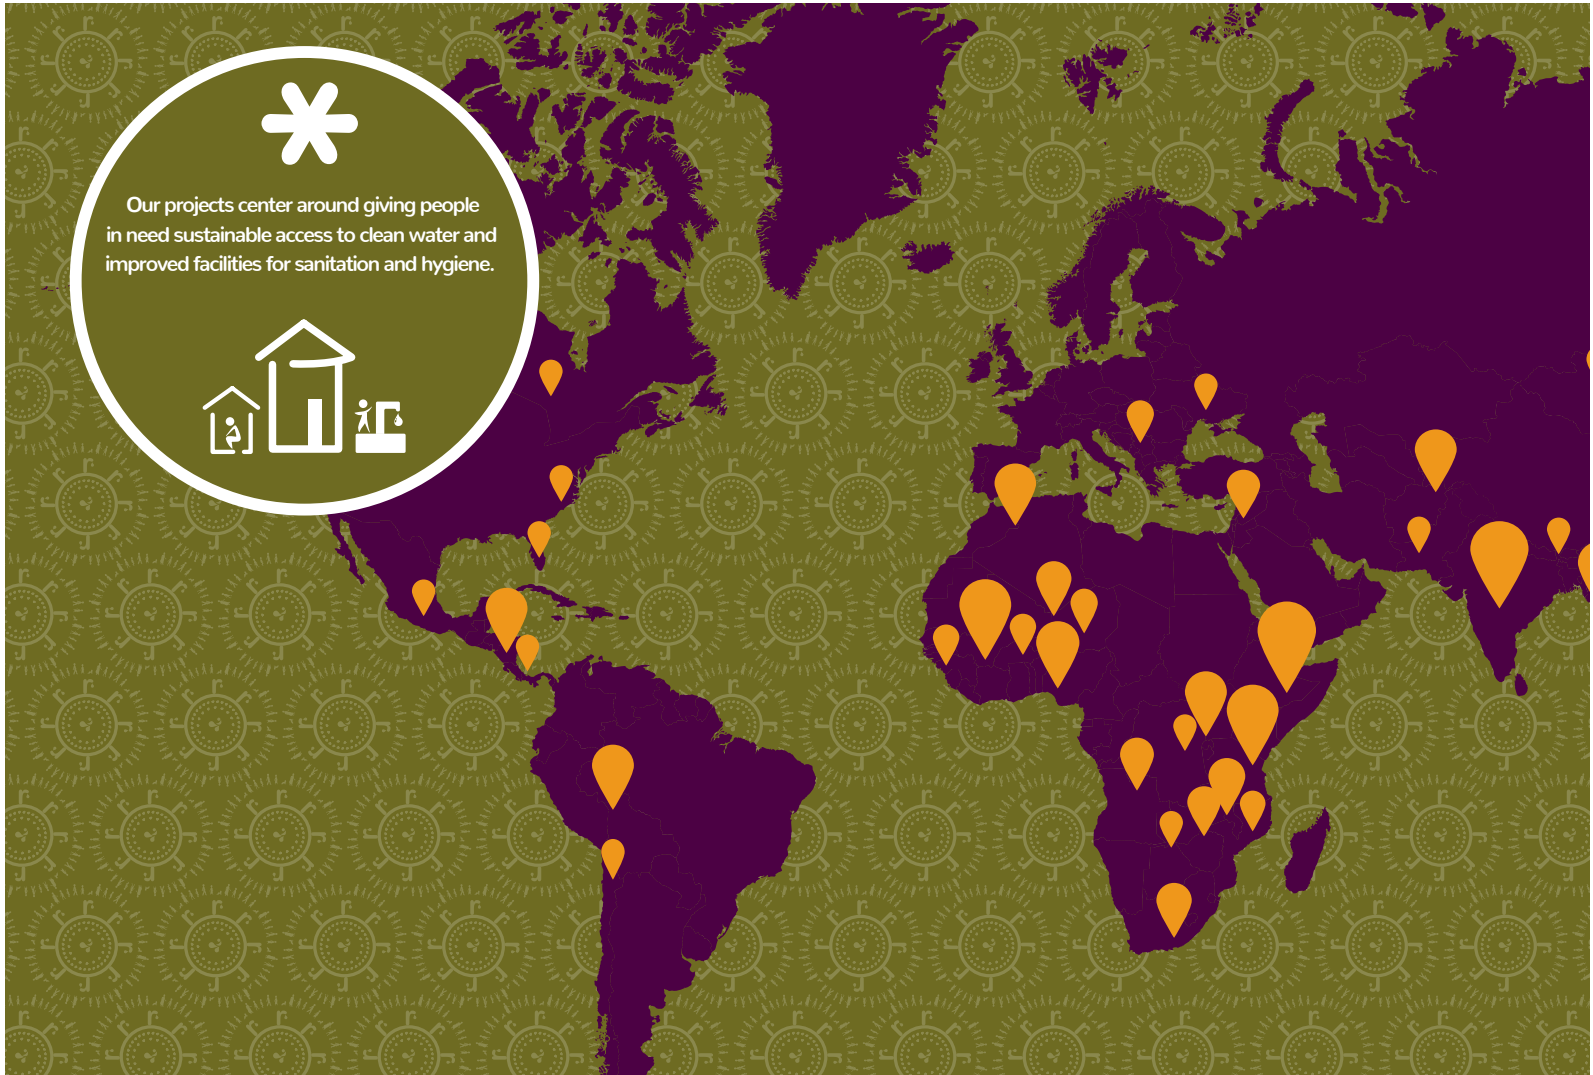 Our projects center around giving people
in need sustainable access to clean water and
improved facilities for sanitation and hygiene.